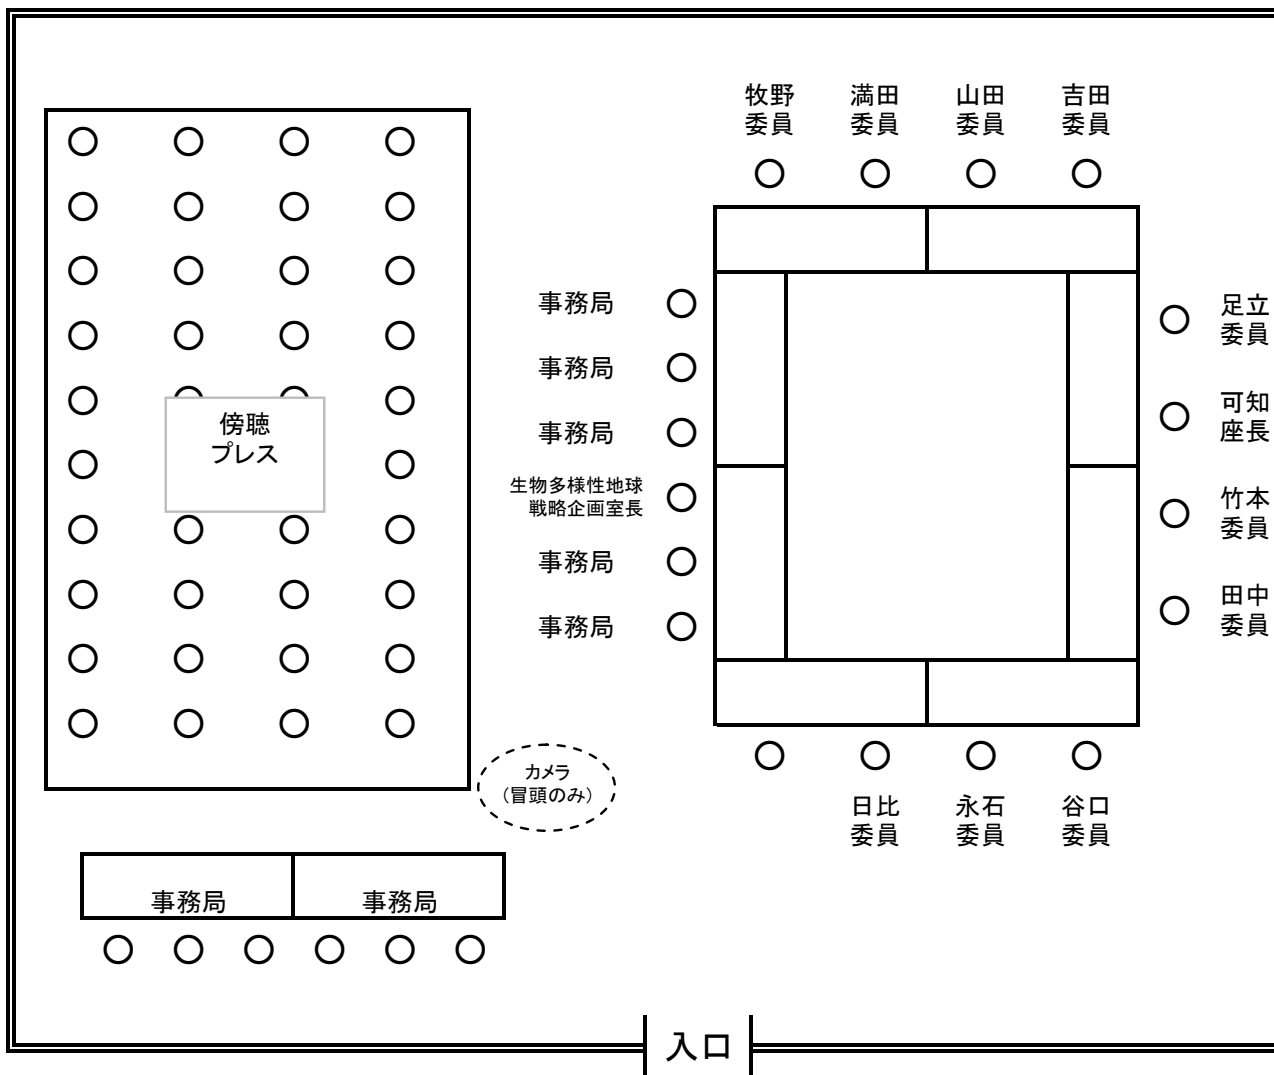 牧野
委員
満田
委員
山田
委員
吉田
委員
事務局
事務局
事務局
生物多様性地球
戦略企画室長
事務局
事務局
足立
委員
可知
座長
竹本
委員
田中
委員
傍聴
プレス
カメラ
(冒頭のみ)
日比
委員
永石
委員
谷口
委員
事務局
事務局
入口